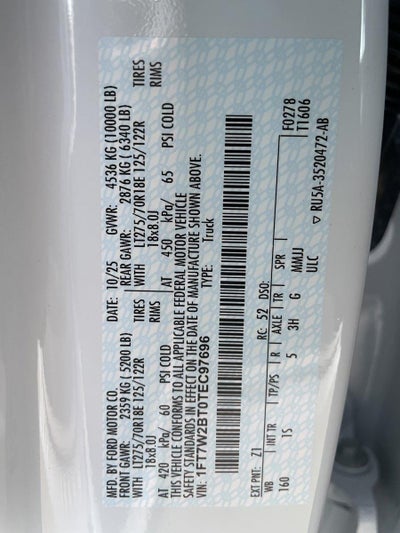 MFD. BY FORD MOTOR CO.
DATE: 10/25 GVWR: 4536 KG (10000 LB)
FRONT GAWR: 2359 KG ( 5200 LB) REAR GAWR: 2876 KG ( 6340 LB)
WITH LT275/70R18E 125/122R TIRES WITH LT275/70R18E 125/122R TIRES
18x8.0J RIMS 18x8.0J RIMS
AT 420 kPa/ 60 PSI COLD AT 450 kPa/ 65 PSI COLD
THIS VEHICLE CONFORMS TO ALL APPLICABLE FEDERAL MOTOR VEHICLE
SAFETY STANDARDS IN EFFECT ON THE DATE OF MANUFACTURE SHOWN ABOVE.
VIN: 1FT7W2BT0TEC97696 TYPE: Truck
F0278
T1606
EXT PNT: Z1 RC: 52 DSO:
WB INT TR TP/PS R AXLE TR SPR
160 1S 5 3H G MMJJ
ULC
▽ RU5A-3520472-AB